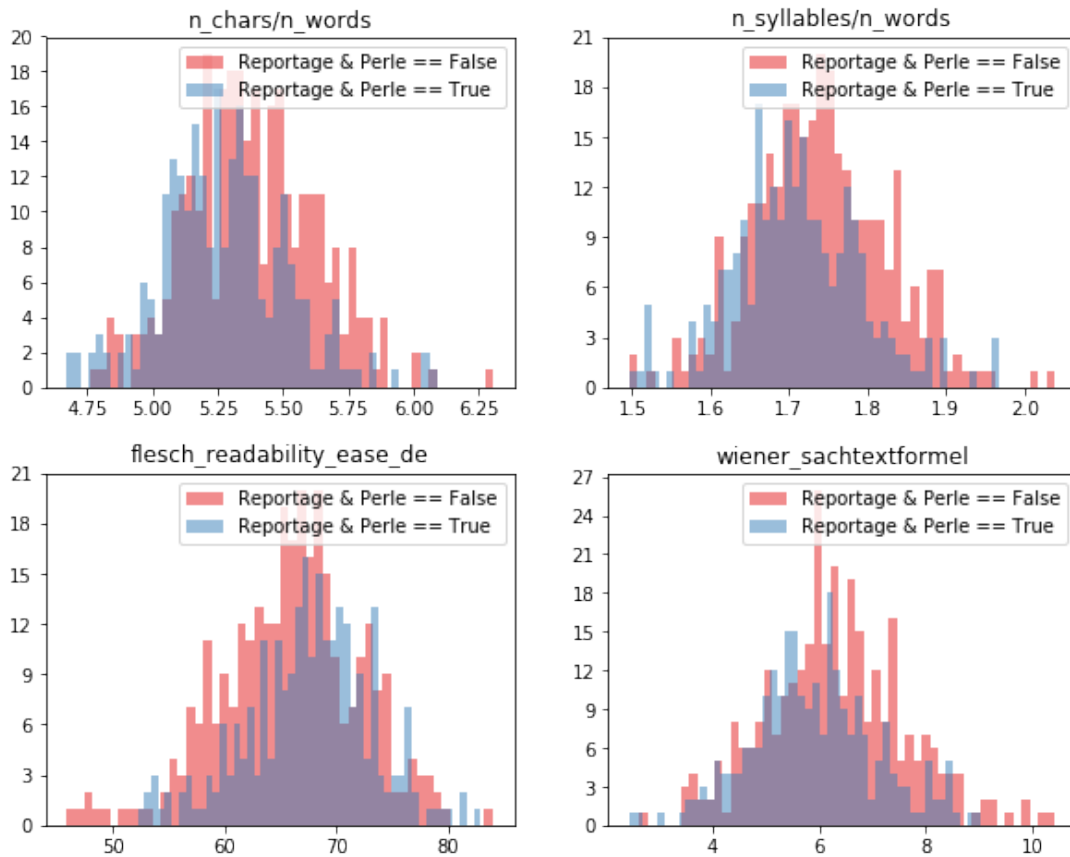 n_chars/n_words
20
18
16
14
12
10
8
6
4
2
0
Reportage & Perle == False
Reportage & Perle == True
4.75 5.00 5.25 5.50 5.75 6.00 6.25
n_syllables/n_words
21
18
15
12
9
6
3
0
Reportage & Perle == False
Reportage & Perle == True
1.5 1.6 1.7 1.8 1.9 2.0
flesch_readability_ease_de
21
18
15
12
9
6
3
0
Reportage & Perle == False
Reportage & Perle == True
50 60 70 80
wiener_sachtextformel
27
24
21
18
15
12
9
6
3
0
Reportage & Perle == False
Reportage & Perle == True
4 6 8 10